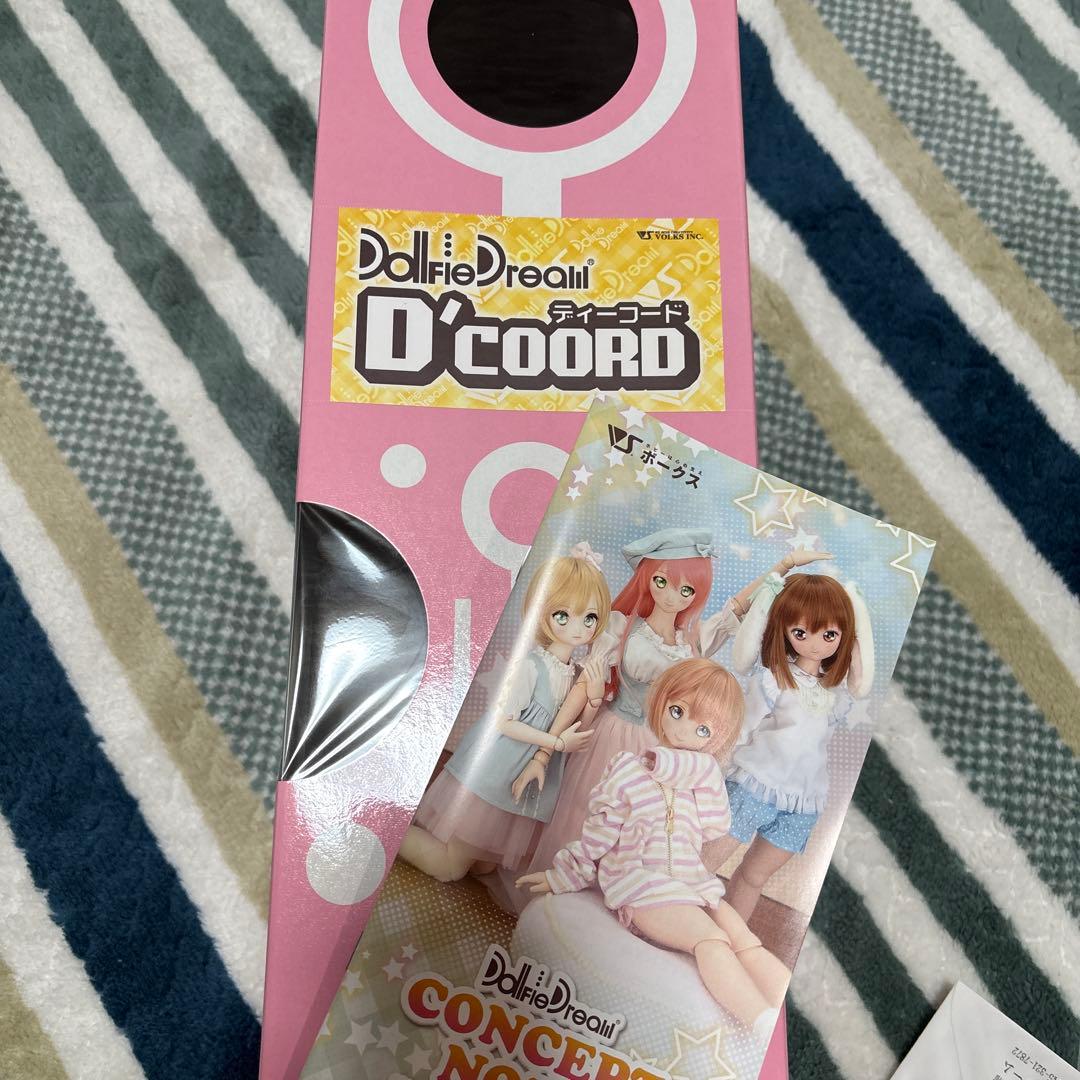 VOLKS INC.
DollfieDream®
ディーコード
D'COORD
ボークス
DollfieDream®
CONCEPT